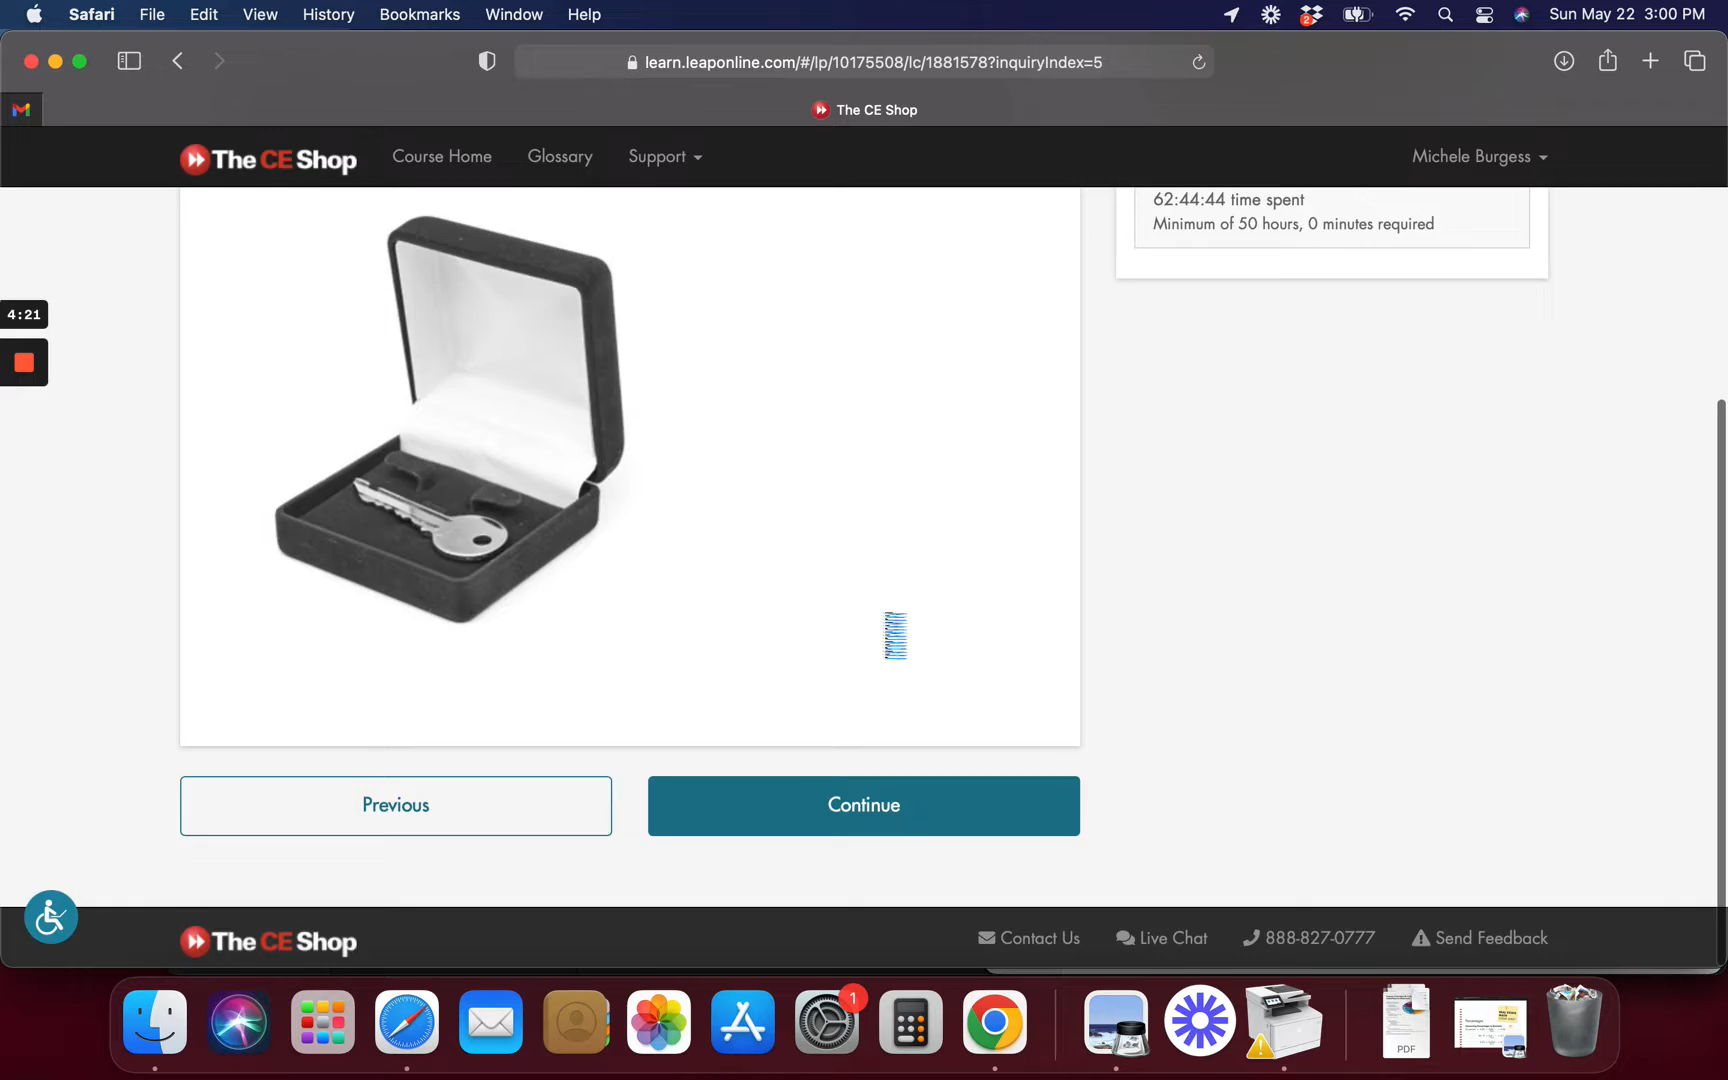 Safari File Edit View History Bookmarks Window Help
2
Sun May 22 3:00 PM
learn.leaponline.com/#/lp/10175508/lc/1881578?inquiryIndex=5
The CE Shop
The CE Shop Course Home Glossary Support Michele Burgess
62:44:44 time spent
Minimum of 50 hours, 0 minutes required
4:21
Previous Continue
The CE Shop Contact Us Live Chat 888-827-0777 Send Feedback
1
PDF